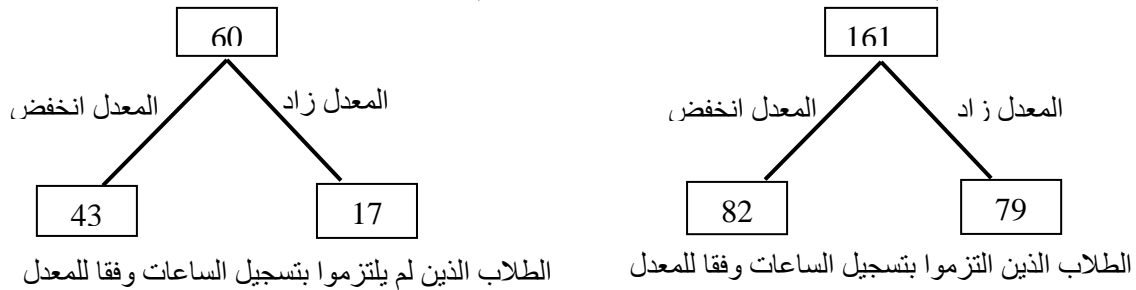 161
المعدل زاد
المعدل انخفض
79
82
الطلاب الذين التزموا بتسجيل الساعات وفقا للمعدل
60
المعدل زاد
المعدل انخفض
17
43
الطلاب الذين لم يلتزموا بتسجيل الساعات وفقا للمعدل